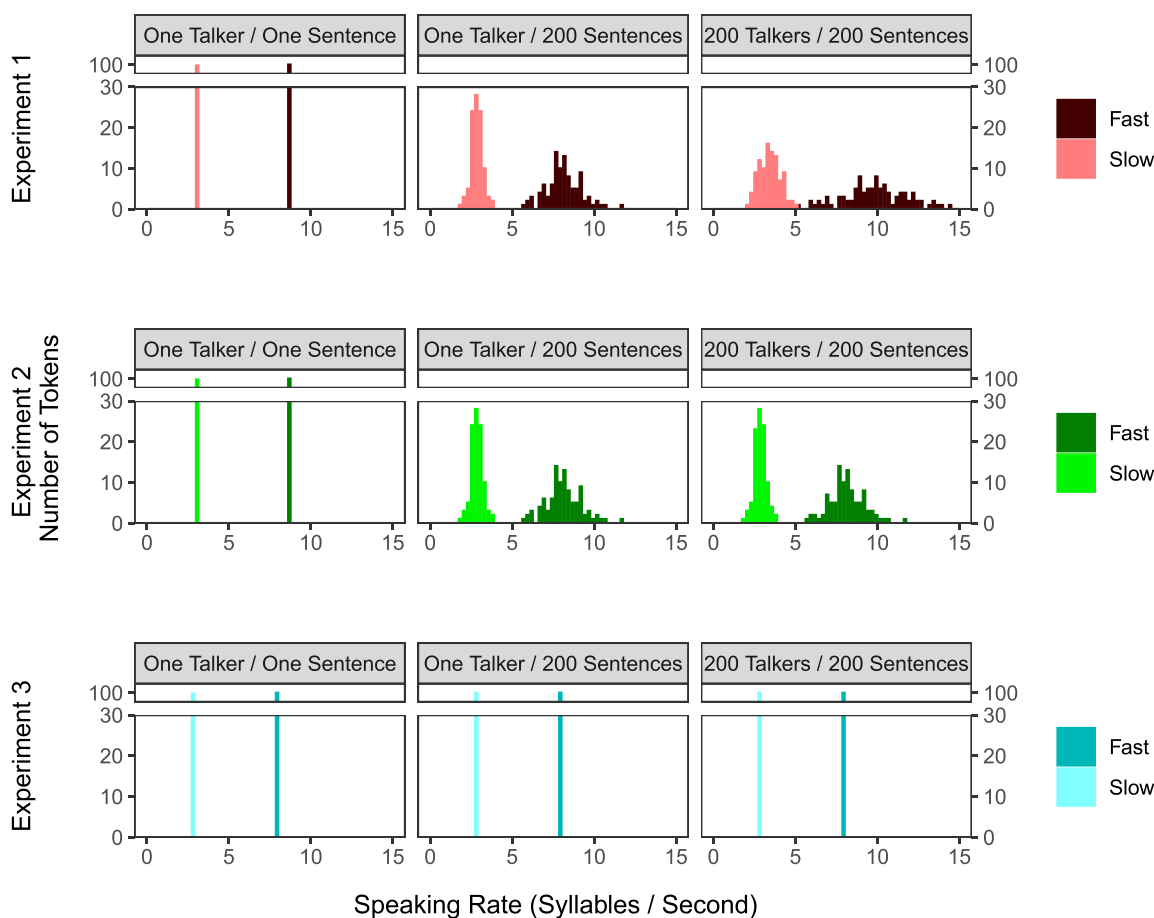 Experiment 1
One Talker / One Sentence
One Talker / 200 Sentences
200 Talkers / 200 Sentences
100
100
30
20
10
0
30
20
10
0
0 5 10 15
0 5 10 15
0 5 10 15
Fast
Slow
Experiment 2
Number of Tokens
One Talker / One Sentence
One Talker / 200 Sentences
200 Talkers / 200 Sentences
100
100
30
20
10
0
30
20
10
0
0 5 10 15
0 5 10 15
0 5 10 15
Fast
Slow
Experiment 3
One Talker / One Sentence
One Talker / 200 Sentences
200 Talkers / 200 Sentences
100
100
30
20
10
0
30
20
10
0
0 5 10 15
0 5 10 15
0 5 10 15
Fast
Slow
Speaking Rate (Syllables / Second)